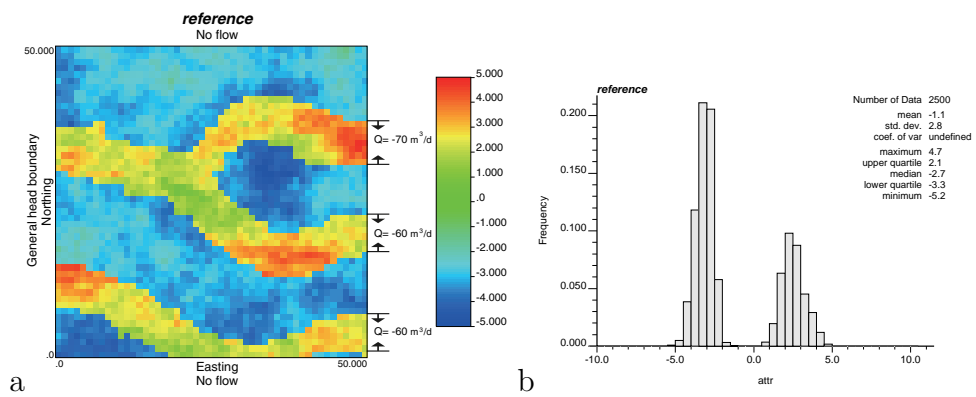 reference
No flow
50.000
General head boundary
Northing
.0
.0
Easting
50.000
No flow
Q= -70 m³/d
Q= -60 m³/d
Q= -60 m³/d
5.000
4.000
3.000
2.000
1.000
.0
-1.000
-2.000
-3.000
-4.000
-5.000
a
reference
Frequency
0.200
0.150
0.100
0.050
0.000
-10.0
-5.0
0.0
5.0
10.0
attr
Number of Data 2500
mean -1.1
std. dev. 2.8
coef. of var undefined
maximum 4.7
upper quartile 2.1
median -2.7
lower quartile -3.3
minimum -5.2
b